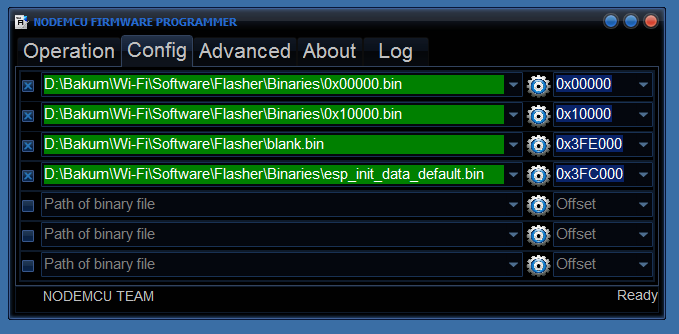 NODEMCU FIRMWARE PROGRAMMER
Operation Config Advanced About Log
D:\Bakum\Wi-Fi\Software\Flasher\Binaries\0x00000.bin 0x00000
D:\Bakum\Wi-Fi\Software\Flasher\Binaries\0x10000.bin 0x10000
D:\Bakum\Wi-Fi\Software\Flasher\blank.bin 0x3FE000
D:\Bakum\Wi-Fi\Software\Flasher\Binaries\esp_init_data_default.bin 0x3FC000
Path of binary file Offset
Path of binary file Offset
Path of binary file Offset
NODEMCU TEAM Ready